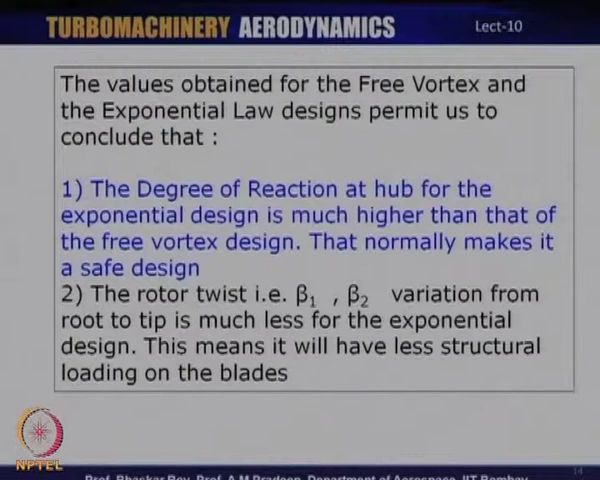 TURBOMACHINERY AERODYNAMICS Lect-10
The values obtained for the Free Vortex and
the Exponential Law designs permit us to
conclude that :
1) The Degree of Reaction at hub for the
exponential design is much higher than that of
the free vortex design. That normally makes it
a safe design
2) The rotor twist i.e. β₁ , β₂ variation from
root to tip is much less for the exponential
design. This means it will have less structural
loading on the blades
NPTEL
14
Prof. Bhaskar Roy, Prof. A M Pradeep, Department of Aerospace, IIT Bombay